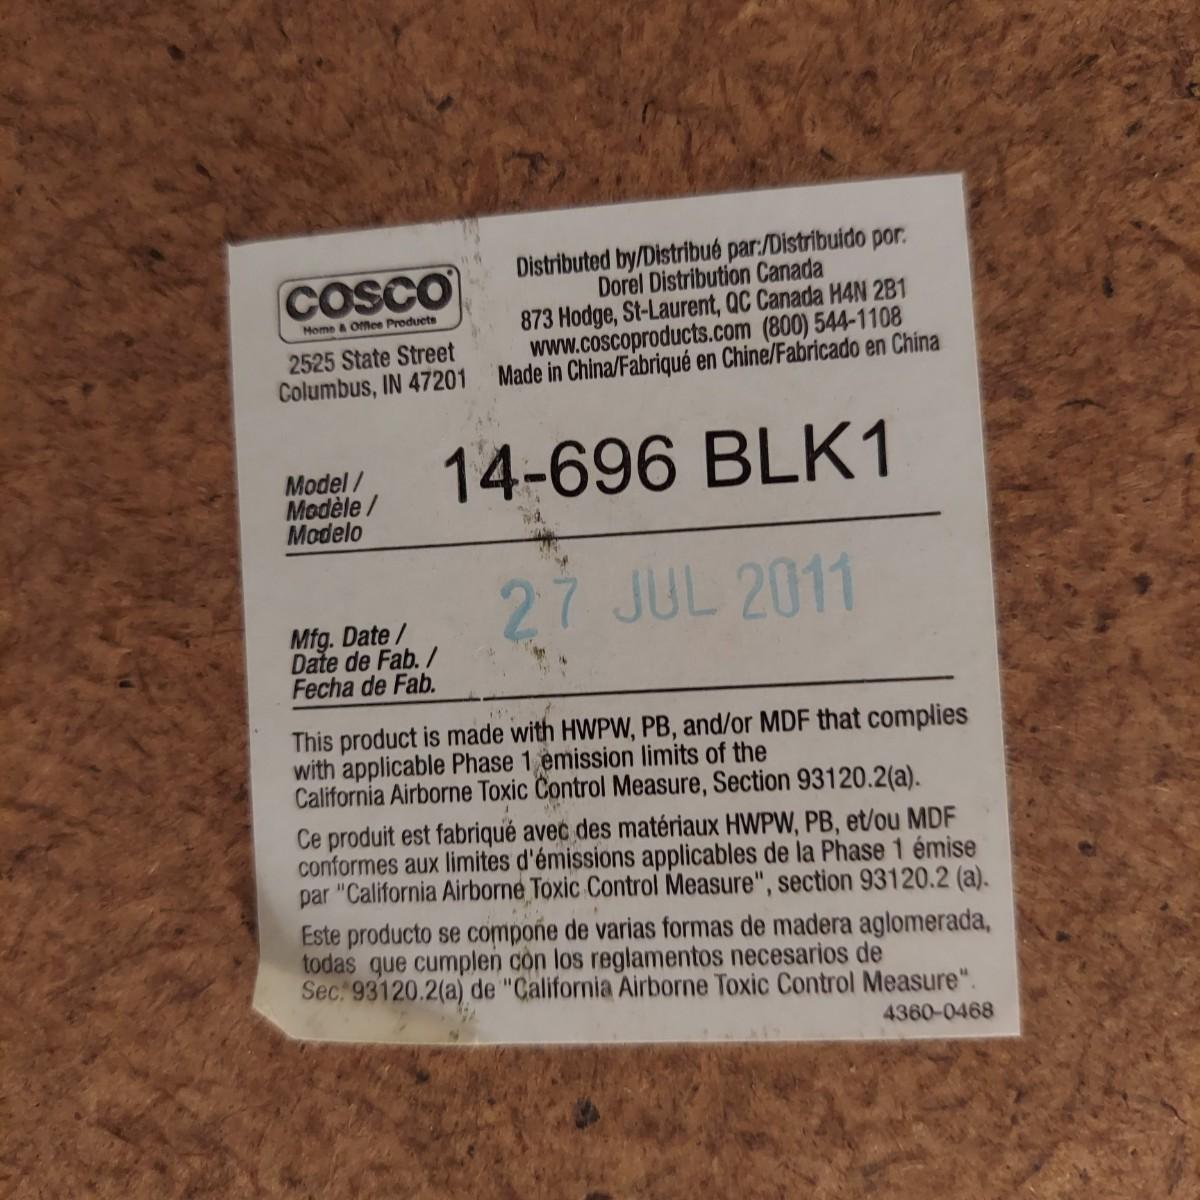 COSCO
Home & Office Products
2525 State Street
Columbus, IN 47201
Distributed by/Distribué par:/Distribuido por:
Dorel Distribution Canada
873 Hodge, St-Laurent, QC Canada H4N 2B1
www.coscoproducts.com (800) 544-1108
Made in China/Fabriqué en Chine/Fabricado en China
Model /
Modèle /
Modelo
14-696 BLK1
27 JUL 2011
Mfg. Date /
Date de Fab. /
Fecha de Fab.
This product is made with HWPW, PB, and/or MDF that complies
with applicable Phase 1 emission limits of the
California Airborne Toxic Control Measure, Section 93120.2(a).
Ce produit est fabriqué avec des matériaux HWPW, PB, et/ou MDF
conformes aux limites d'émissions applicables de la Phase 1 émise
par "California Airborne Toxic Control Measure", section 93120.2 (a).
Este producto se compone de varias formas de madera aglomerada,
todas que cumplen con los reglamentos necesarios de
Sec. 93120.2(a) de "California Airborne Toxic Control Measure".
4360-0468